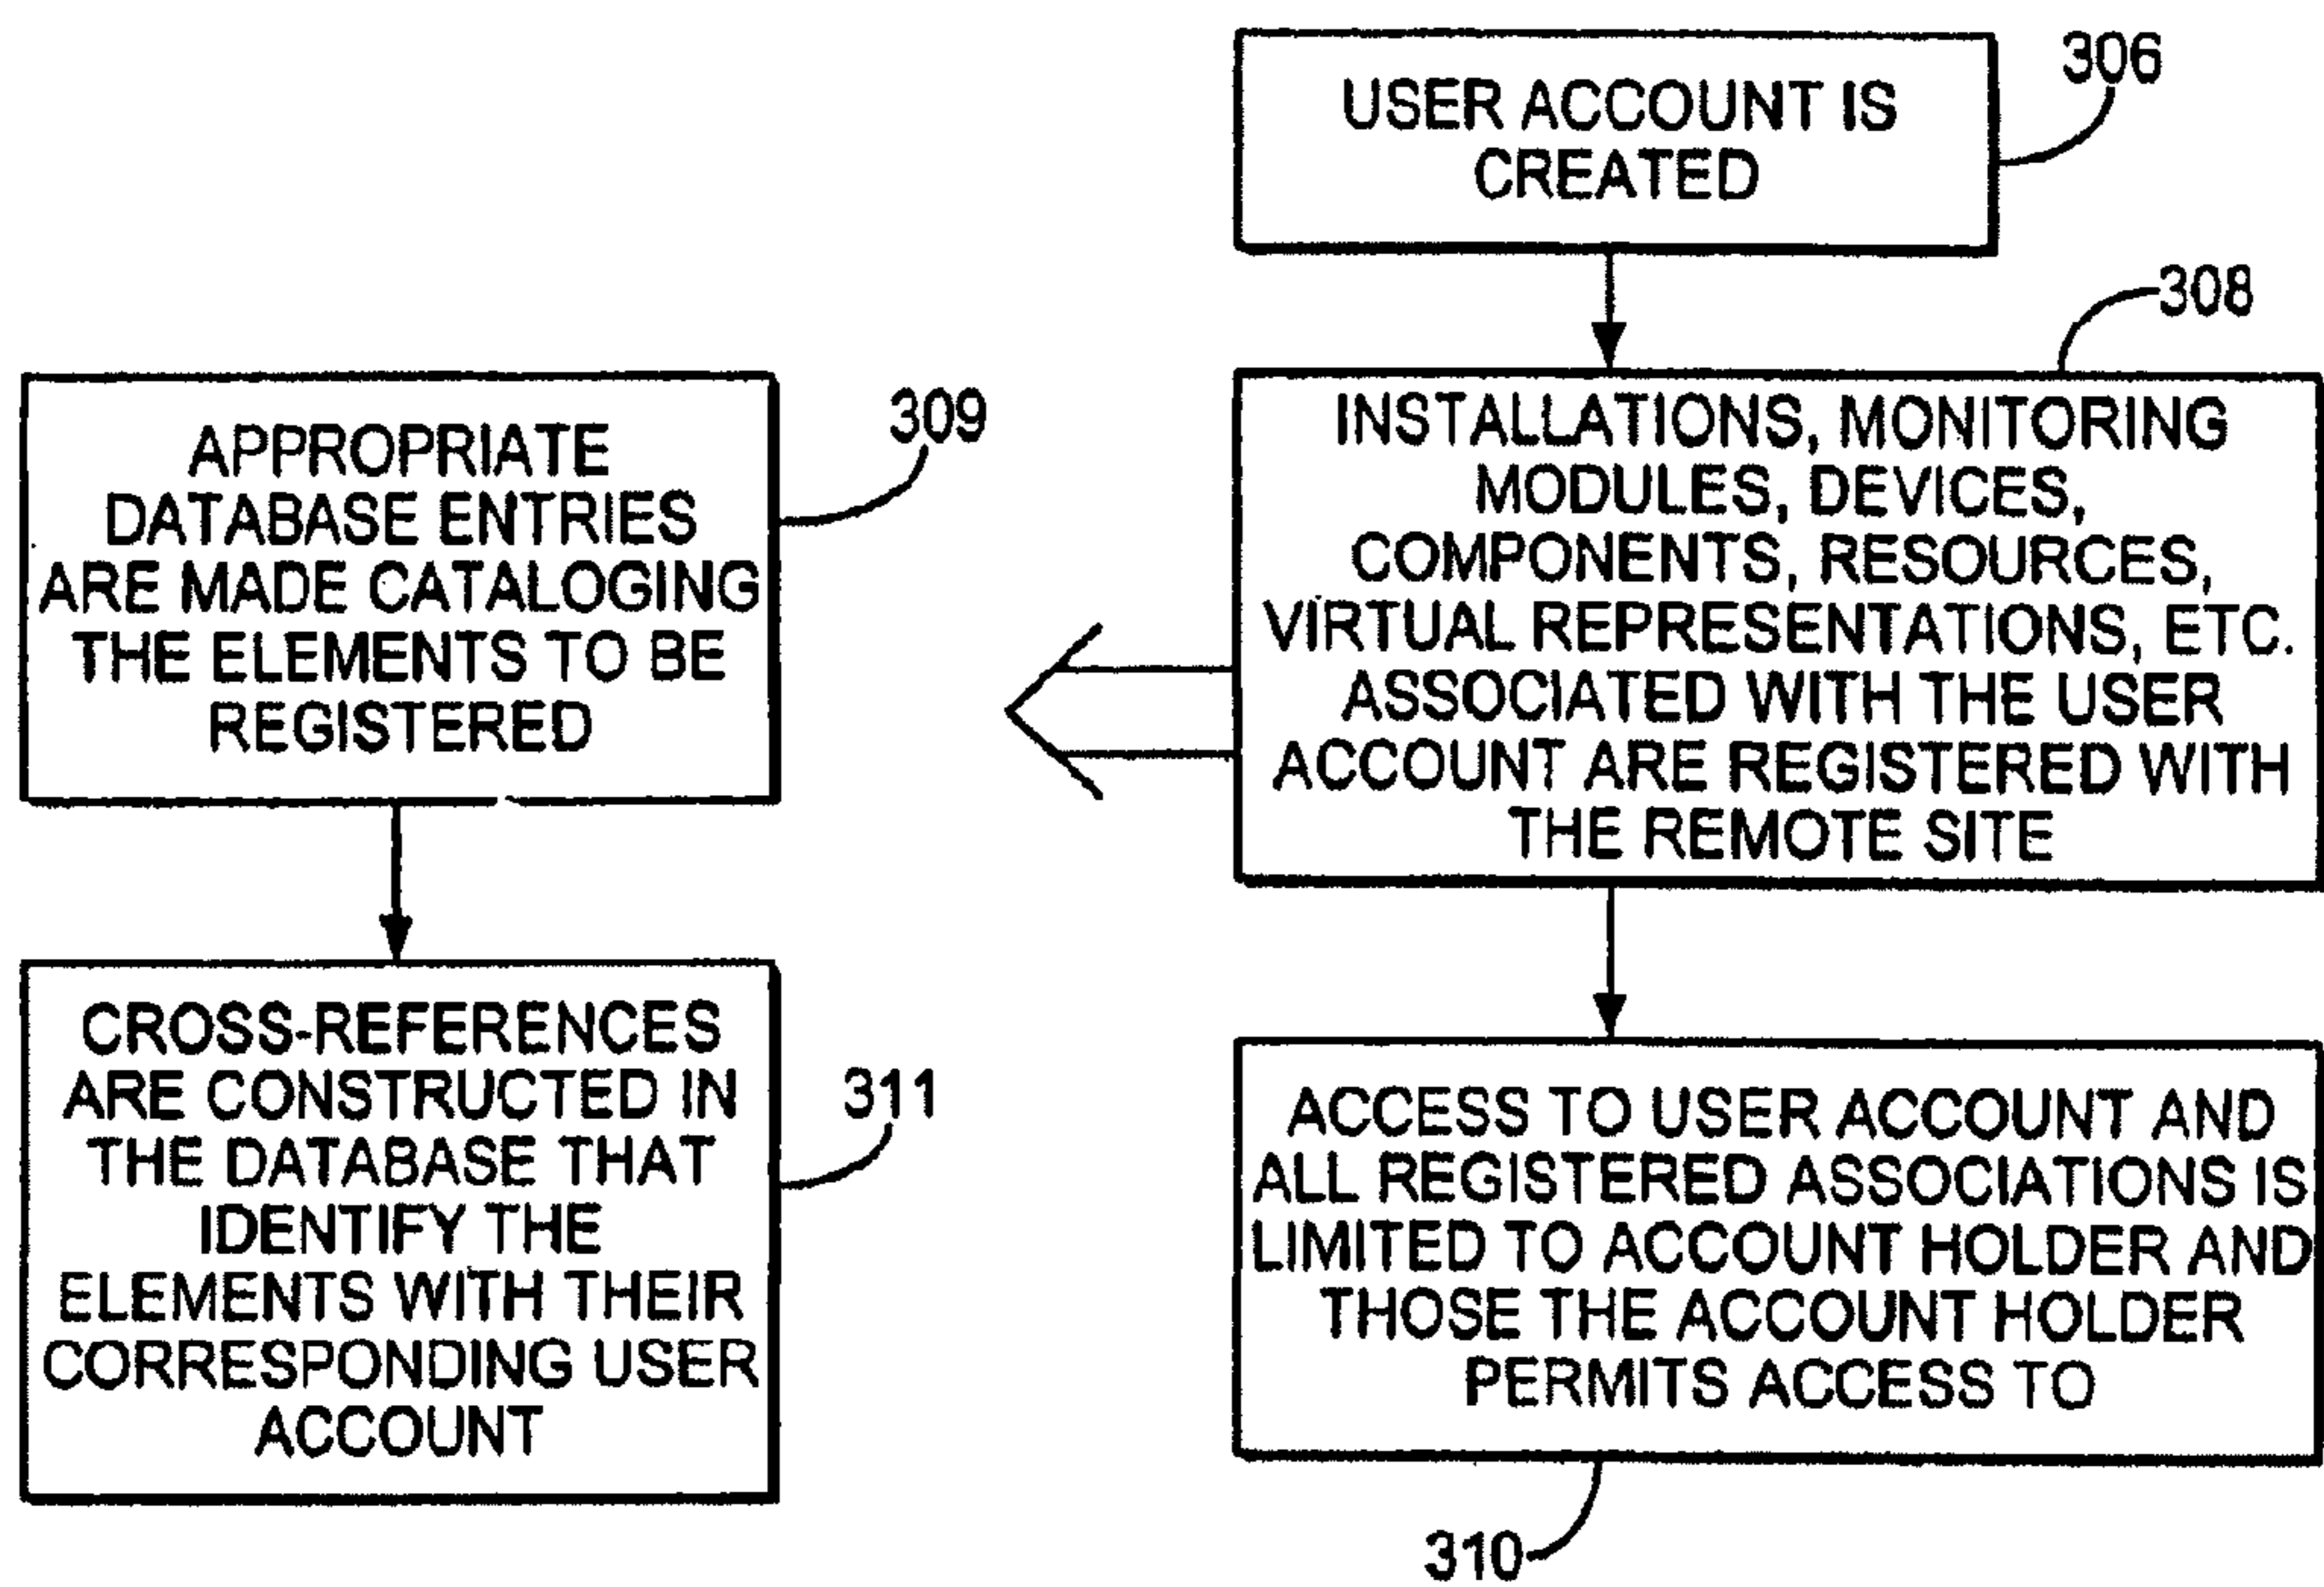 USER ACCOUNT IS
CREATED
306
308
INSTALLATIONS, MONITORING
MODULES, DEVICES,
COMPONENTS, RESOURCES,
VIRTUAL REPRESENTATIONS, ETC.
ASSOCIATED WITH THE USER
ACCOUNT ARE REGISTERED WITH
THE REMOTE SITE
309
APPROPRIATE
DATABASE ENTRIES
ARE MADE CATALOGING
THE ELEMENTS TO BE
REGISTERED
CROSS-REFERENCES
ARE CONSTRUCTED IN
THE DATABASE THAT
IDENTIFY THE
ELEMENTS WITH THEIR
CORRESPONDING USER
ACCOUNT
311
ACCESS TO USER ACCOUNT AND
ALL REGISTERED ASSOCIATIONS IS
LIMITED TO ACCOUNT HOLDER AND
THOSE THE ACCOUNT HOLDER
PERMITS ACCESS TO
310